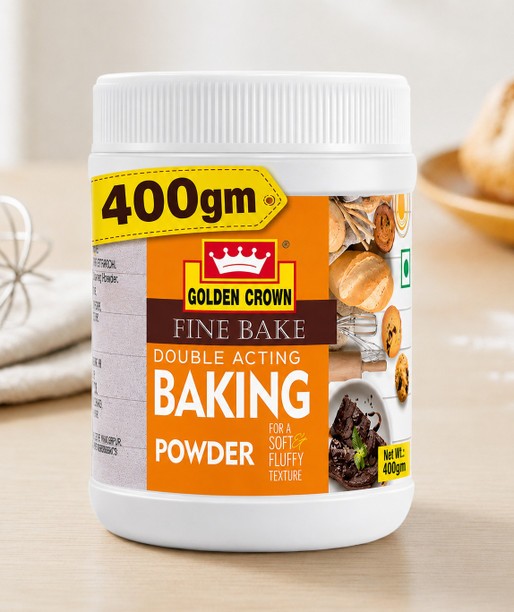 400gm
®
GOLDEN CROWN
FINE BAKE
DOUBLE ACTING
BAKING
POWDER
FOR A
SOFT &
FLUFFY
TEXTURE
Net Wt.:
400gm